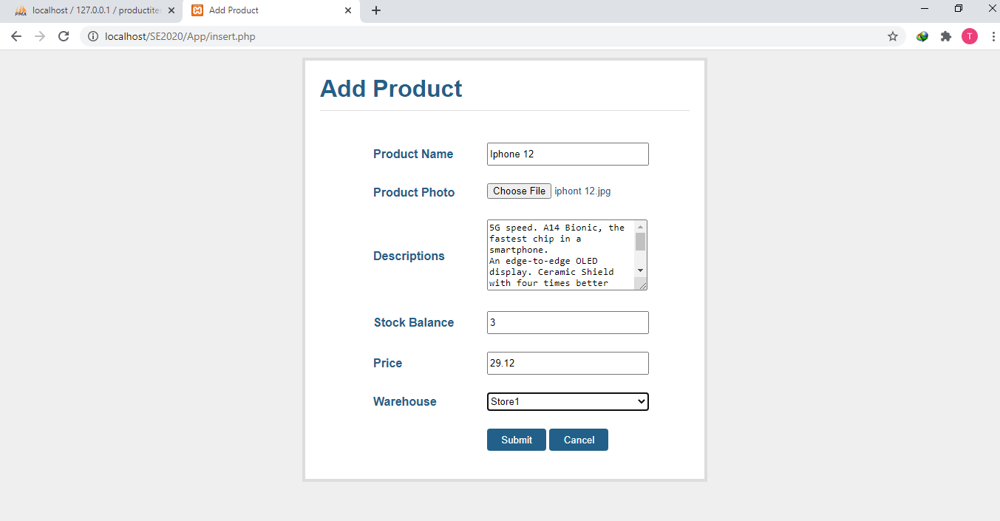 localhost / 127.0.0.1 / productite
Add Product
localhost/SE2020/App/insert.php
T
Add Product
Product Name
Iphone 12
Product Photo
Choose File iphont 12.jpg
Descriptions
5G speed. A14 Bionic, the
fastest chip in a
smartphone.
An edge-to-edge OLED
display. Ceramic Shield
with four times better
Stock Balance
3
Price
29.12
Warehouse
Store1
Submit
Cancel